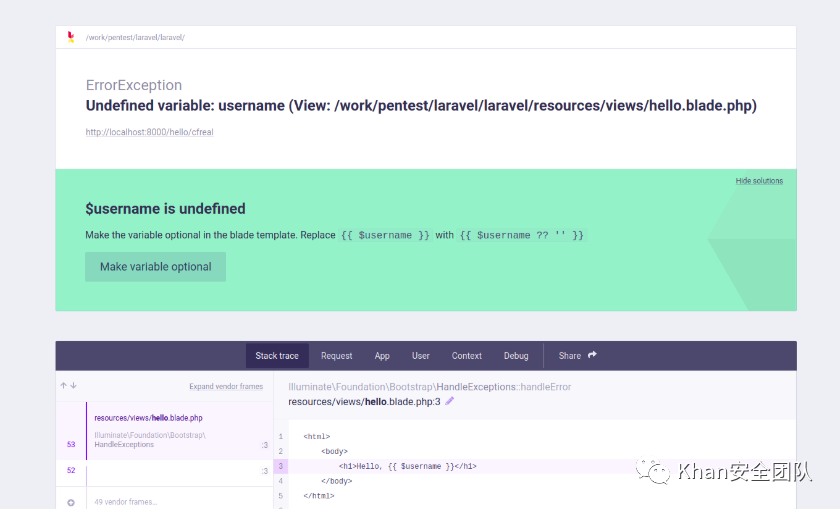 /work/pentest/laravel/laravel/
ErrorException
Undefined variable: username (View: /work/pentest/laravel/laravel/resources/views/hello.blade.php)
http://localhost:8000/hello/cfreal
Hide solutions
$username is undefined
Make the variable optional in the blade template. Replace {{ $username }} with {{ $username ?? '' }}
Make variable optional
Stack trace Request App User Context Debug Share
Expand vendor frames
resources/views/hello.blade.php
Illuminate\Foundation\Bootstrap\
53 HandleExceptions :3
52 :3
49 vendor frames...
Illuminate\Foundation\Bootstrap\HandleExceptions::handleError
resources/views/hello.blade.php:3
1 <html>
2 <body>
3 <h1>Hello, {{ $username }}</h1>
4 </body>
5 </html>
Khan安全团队